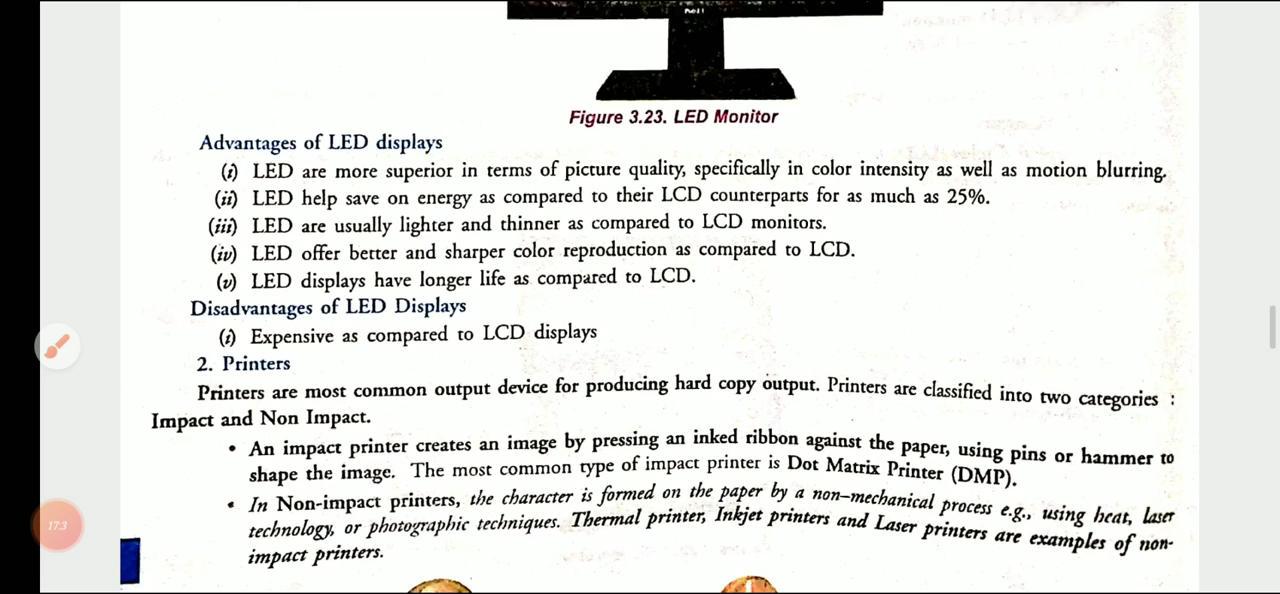 DELL
Figure 3.23. LED Monitor
Advantages of LED displays
(i) LED are more superior in terms of picture quality, specifically in color intensity as well as motion blurring.
(ii) LED help save on energy as compared to their LCD counterparts for as much as 25%.
(iii) LED are usually lighter and thinner as compared to LCD monitors.
(iv) LED offer better and sharper color reproduction as compared to LCD.
(v) LED displays have longer life as compared to LCD.
Disadvantages of LED Displays
(i) Expensive as compared to LCD displays
2. Printers
Printers are most common output device for producing hard copy output. Printers are classified into two categories :
Impact and Non Impact.
• An impact printer creates an image by pressing an inked ribbon against the paper, using pins or hammer to
shape the image. The most common type of impact printer is Dot Matrix Printer (DMP).
• In Non-impact printers, the character is formed on the paper by a non-mechanical process e.g., using heat, laser
technology, or photographic techniques. Thermal printer, Inkjet printers and Laser printers are examples of non-
impact printers.
17:3